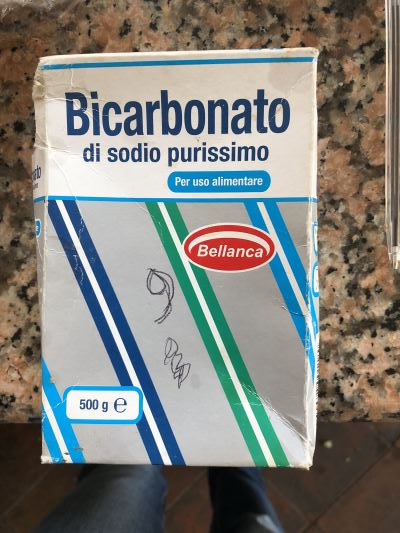 Bicarbonato
di sodio purissimo
Per uso alimentare
Bellanca
500 g ℮